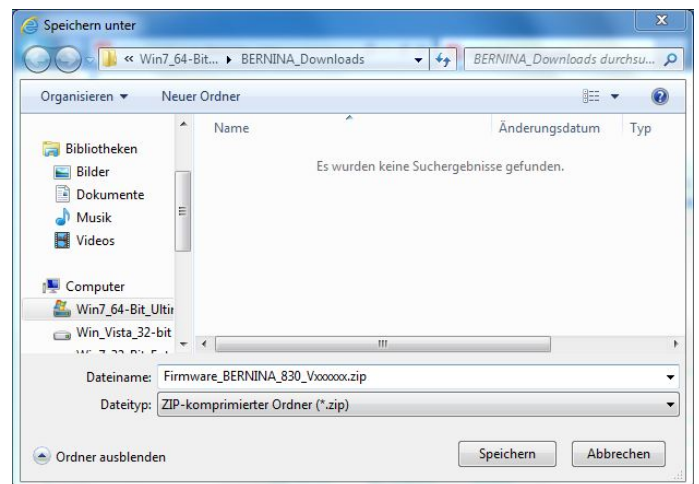 Speichern unter
« Win7_64-Bit... ▸ BERNINA_Downloads
BERNINA_Downloads durchsu...
Organisieren
Neuer Ordner
Name
Änderungsdatum
Typ
Es wurden keine Suchergebnisse gefunden.
Bibliotheken
Bilder
Dokumente
Musik
Videos
Computer
Win7_64-Bit_Ultir
Win_Vista_32-bit
Dateiname: Firmware_BERNINA_830_Vxxxxxx.zip
Dateityp: ZIP-komprimierter Ordner (*.zip)
Ordner ausblenden
Speichern
Abbrechen